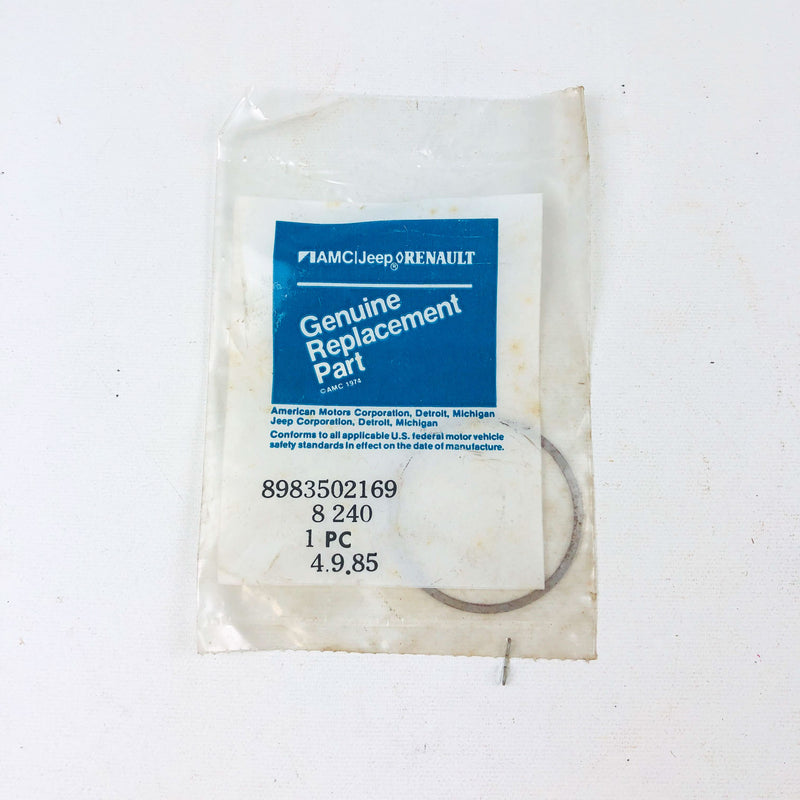 AMC|Jeep®◊RENAULT
Genuine
Replacement
Part
© AMC 1974
American Motors Corporation, Detroit, Michigan
Jeep Corporation, Detroit, Michigan
Conforms to all applicable U.S. federal motor vehicle
safety standards in effect on the date of manufacture.
8983502169
8 240
1 PC
4.9.85